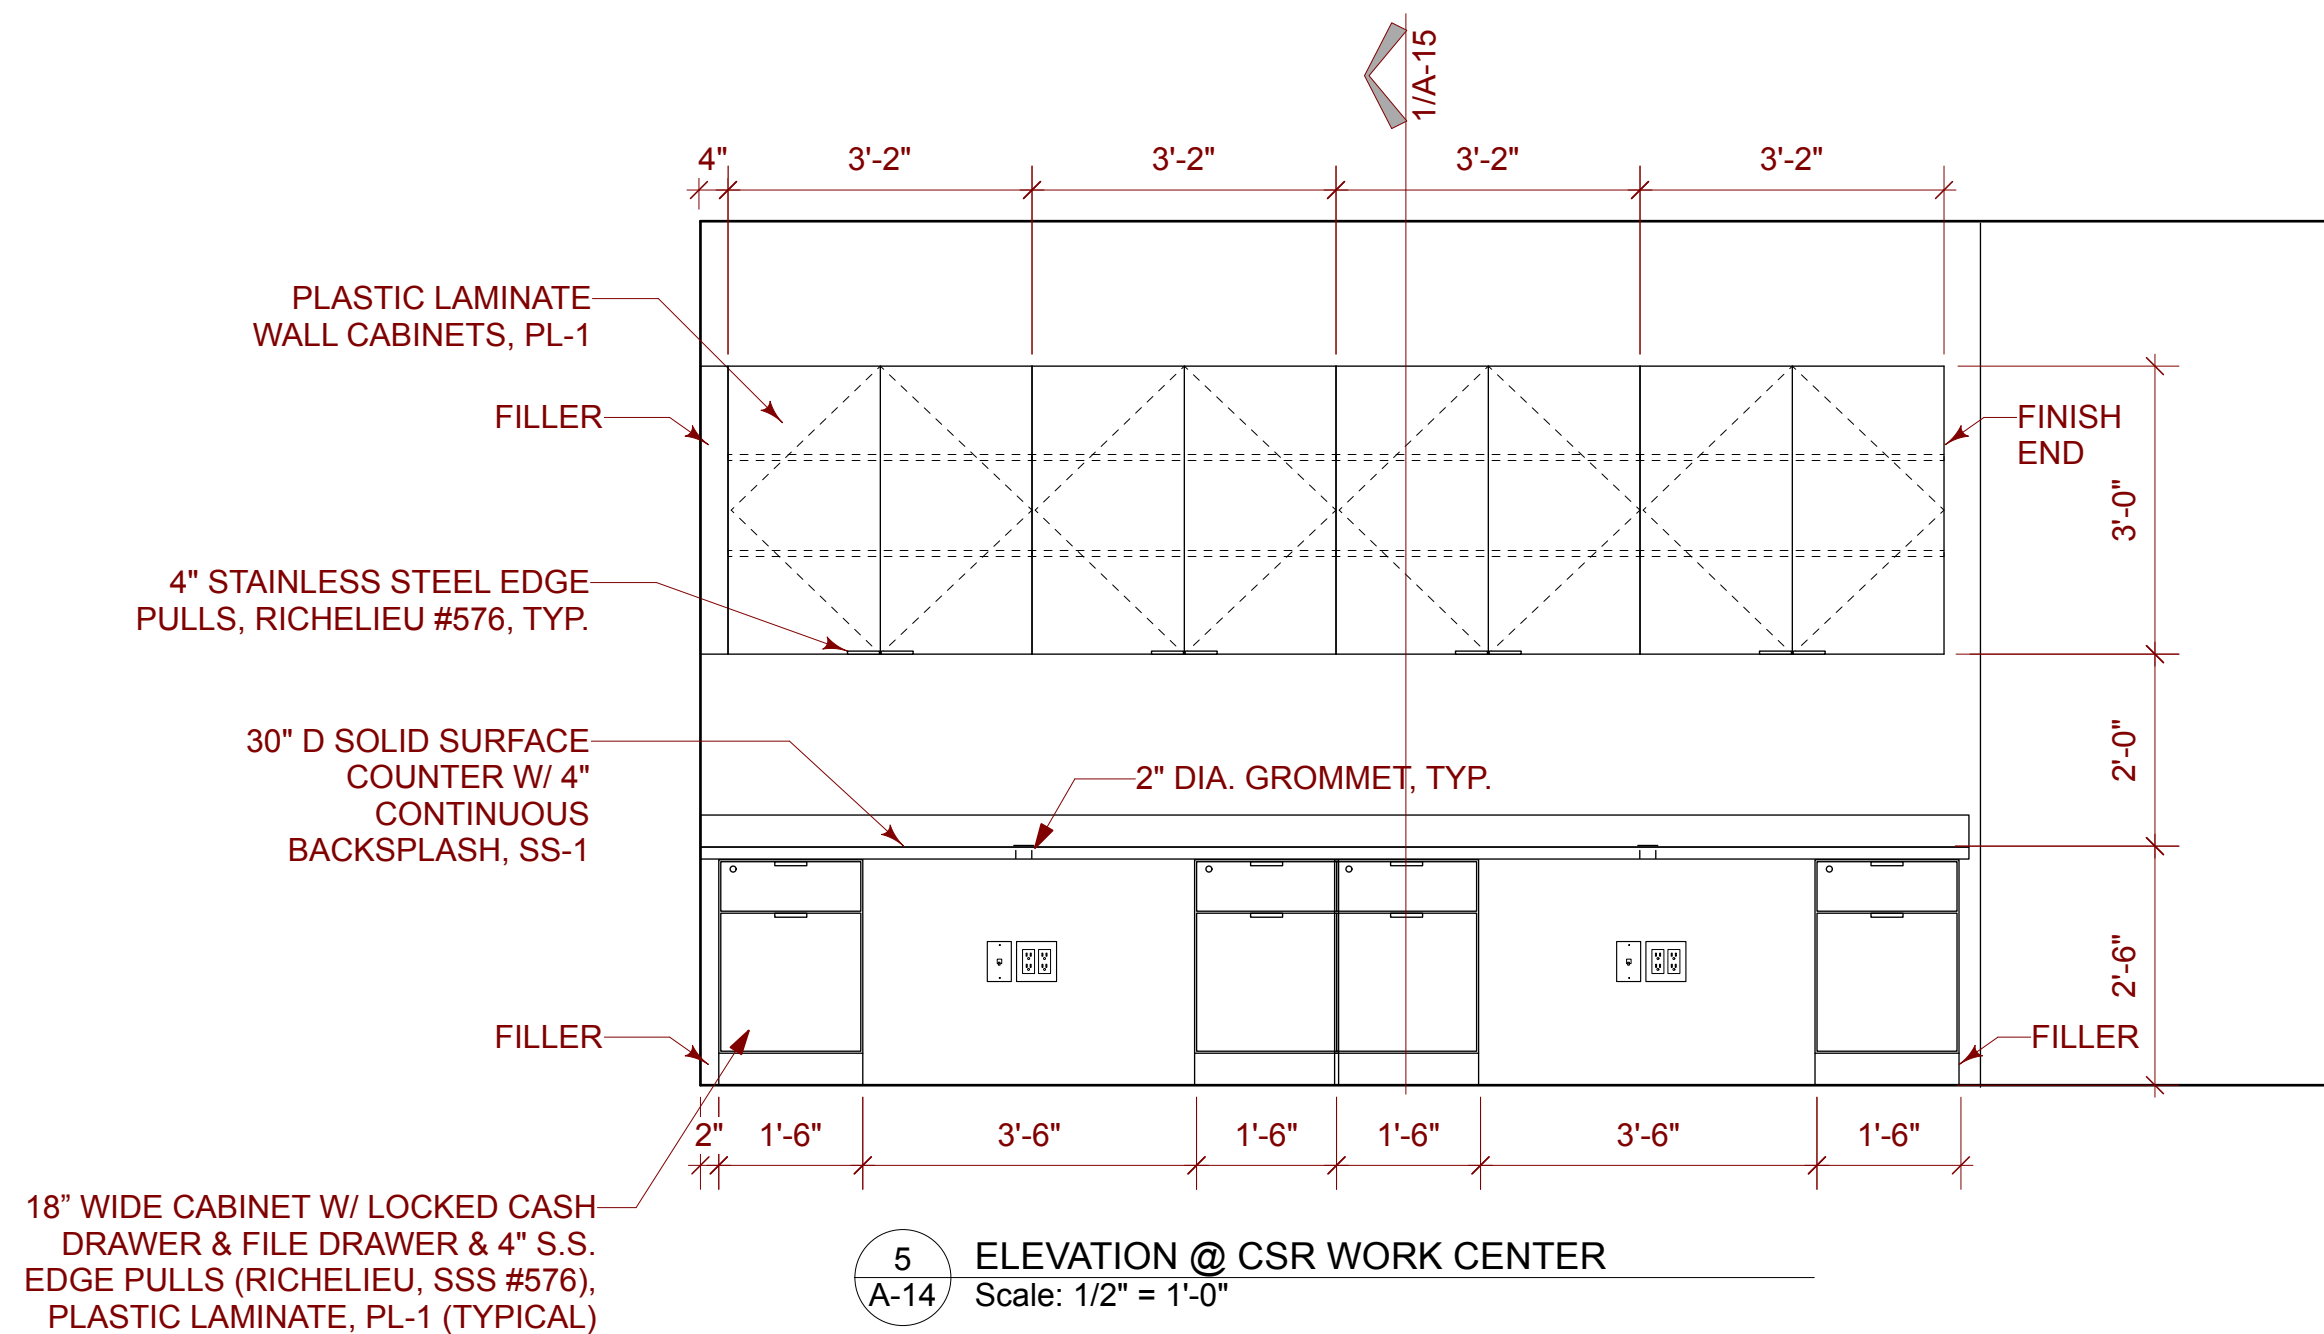 1/A-15
4" 3'-2" 3'-2" 3'-2" 3'-2"
PLASTIC LAMINATE
WALL CABINETS, PL-1
FILLER
FINISH
END
3'-0"
4" STAINLESS STEEL EDGE
PULLS, RICHELIEU #576, TYP.
30" D SOLID SURFACE
COUNTER W/ 4"
CONTINUOUS
BACKSPLASH, SS-1
2" DIA. GROMMET, TYP.
2'-0"
2'-6"
FILLER
FILLER
2" 1'-6" 3'-6" 1'-6" 1'-6" 3'-6" 1'-6"
18” WIDE CABINET W/ LOCKED CASH
DRAWER & FILE DRAWER & 4" S.S.
EDGE PULLS (RICHELIEU, SSS #576),
PLASTIC LAMINATE, PL-1 (TYPICAL)
5
A-14
ELEVATION @ CSR WORK CENTER
Scale: 1/2" = 1'-0"